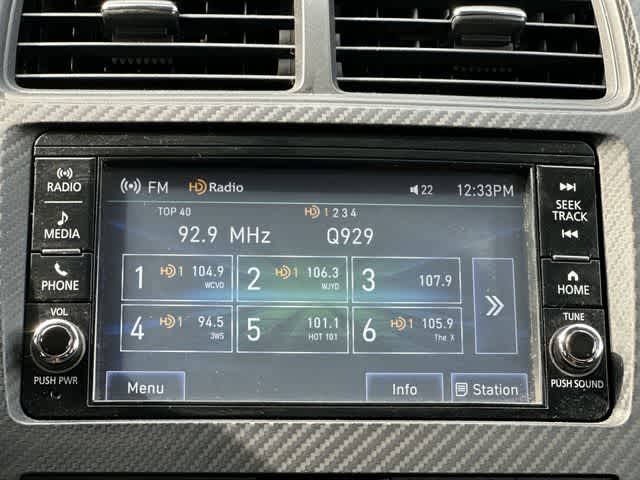 RADIO
MEDIA
PHONE
VOL
PUSH PWR
FM HD Radio 22 12:33PM
TOP 40 HD 1 2 3 4
92.9 MHz Q929
1 HD 1 104.9
WCVO
2 HD 1 106.3
WJYD
3 107.9
4 HD 1 94.5
3WS
5 101.1
HOT 101
6 HD 1 105.9
The X
Menu Info Station
SEEK
TRACK
HOME
TUNE
PUSH SOUND